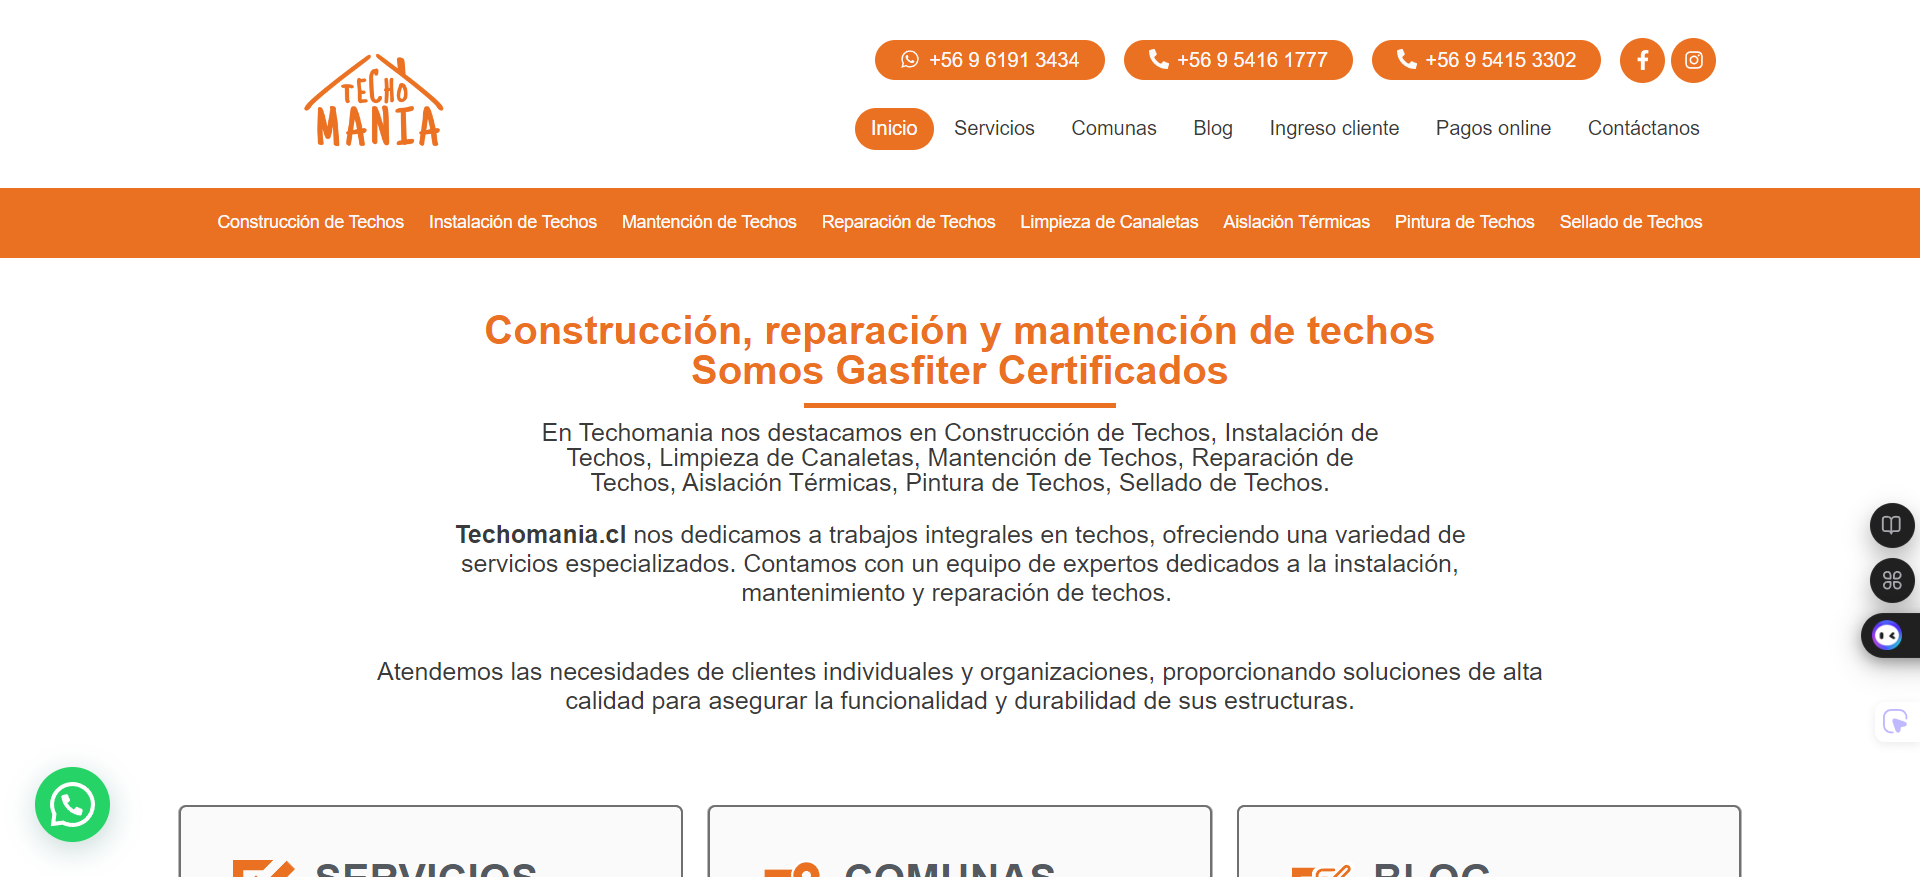 TECHO
MANIA
+56 9 6191 3434
+56 9 5416 1777
+56 9 5415 3302
Inicio
Servicios
Comunas
Blog
Ingreso cliente
Pagos online
Contáctanos
Construcción de Techos
Instalación de Techos
Mantención de Techos
Reparación de Techos
Limpieza de Canaletas
Aislación Térmicas
Pintura de Techos
Sellado de Techos
Construcción, reparación y mantención de techos
Somos Gasfiter Certificados
En Techomania nos destacamos en Construcción de Techos, Instalación de
Techos, Limpieza de Canaletas, Mantención de Techos, Reparación de
Techos, Aislación Térmicas, Pintura de Techos, Sellado de Techos.
Techomania.cl nos dedicamos a trabajos integrales en techos, ofreciendo una variedad de
servicios especializados. Contamos con un equipo de expertos dedicados a la instalación,
mantenimiento y reparación de techos.
Atendemos las necesidades de clientes individuales y organizaciones, proporcionando soluciones de alta
calidad para asegurar la funcionalidad y durabilidad de sus estructuras.
SERVICIOS
COMUNAS
BLOG